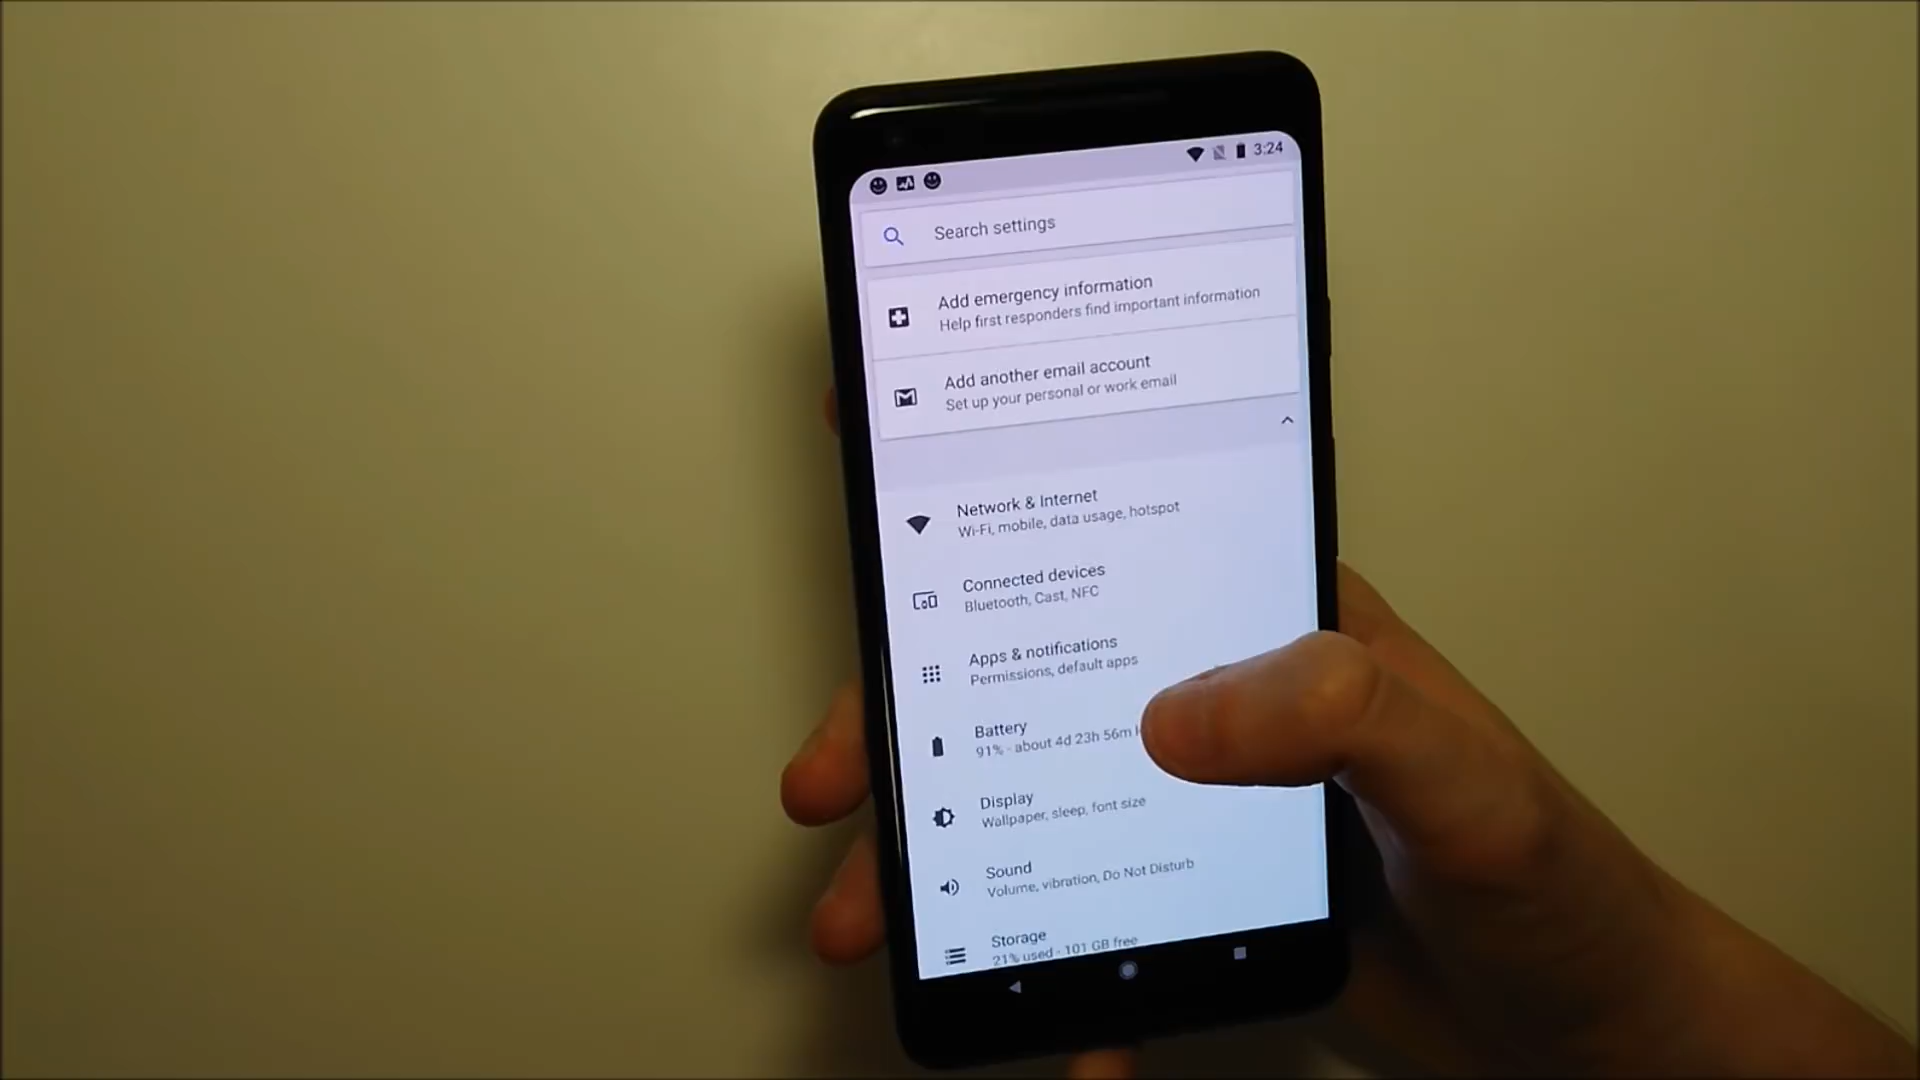 3:24
Search settings
Add emergency information
Help first responders find important information
Add another email account
Set up your personal or work email
Network & Internet
Wi-Fi, mobile, data usage, hotspot
Connected devices
Bluetooth, Cast, NFC
Apps & notifications
Permissions, default apps
Battery
91% - about 4d 23h 56m
Display
Wallpaper, sleep, font size
Sound
Volume, vibration, Do Not Disturb
Storage
21% used - 101 GB free